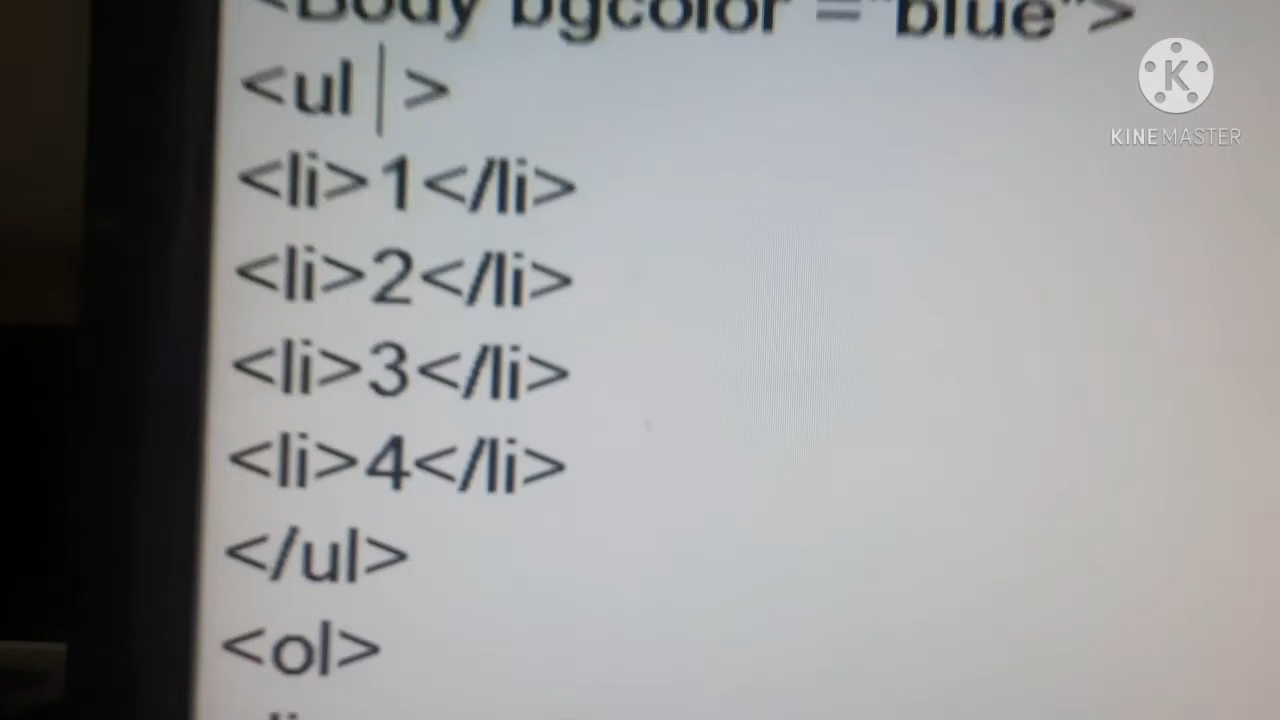 <Body bgcolor ="blue">
<ul >
<li>1</li>
<li>2</li>
<li>3</li>
<li>4</li>
</ul>
<ol>
K
KINEMASTER